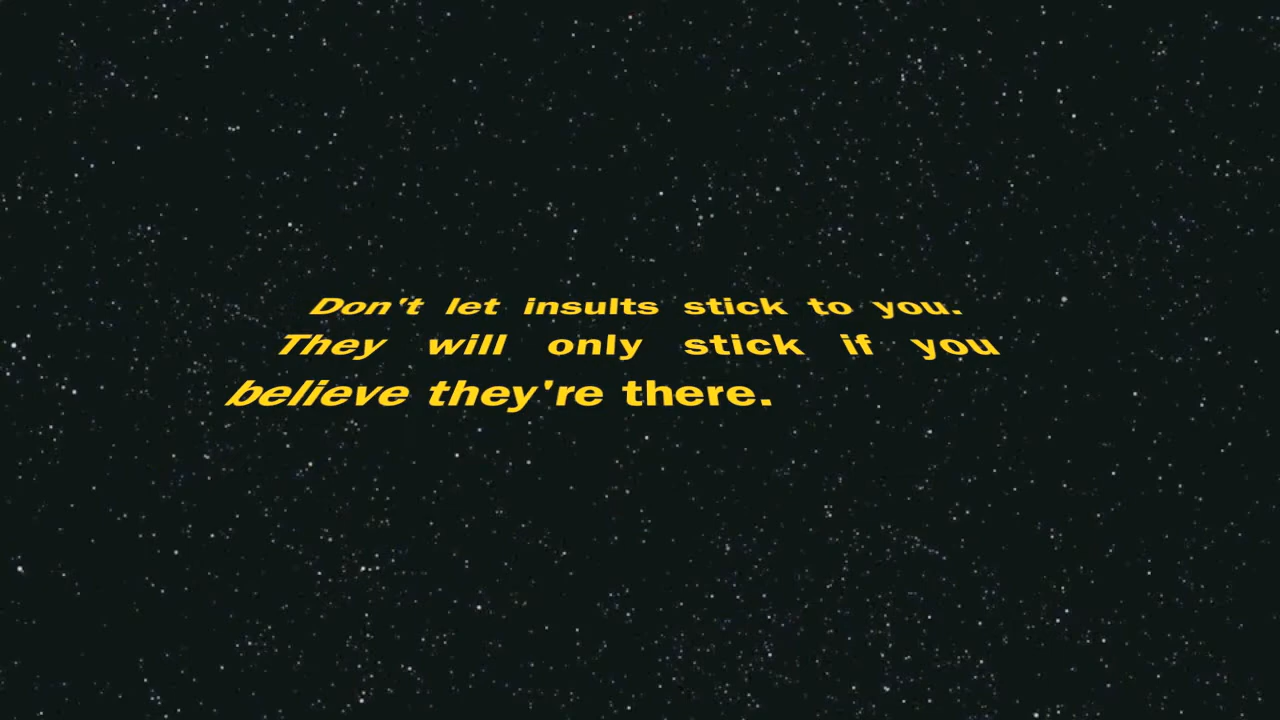 Don't let insults stick to you.
They will only stick if you
believe they're there.